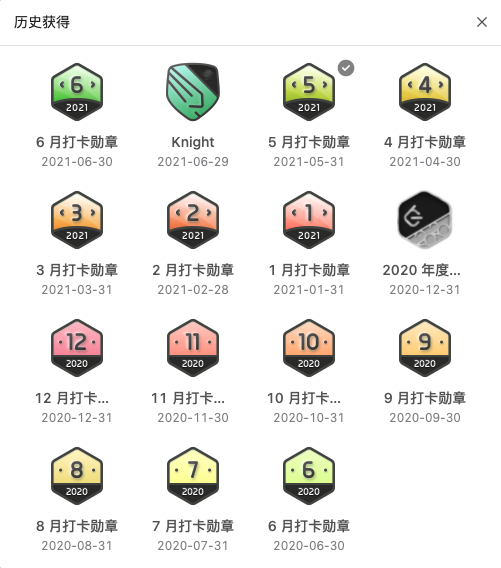 历史获得
6
2021
5
2021
4
2021
6 月打卡勋章
Knight
5 月打卡勋章
4 月打卡勋章
2021-06-30
2021-06-29
2021-05-31
2021-04-30
3
2021
2
2021
1
2021
3 月打卡勋章
2 月打卡勋章
1 月打卡勋章
2020 年度...
2021-03-31
2021-02-28
2021-01-31
2020-12-31
12
2020
11
2020
10
2020
9
2020
12 月打卡...
11 月打卡...
10 月打卡...
9 月打卡勋章
2020-12-31
2020-11-30
2020-10-31
2020-09-30
8
2020
7
2020
6
2020
8 月打卡勋章
7 月打卡勋章
6 月打卡勋章
2020-08-31
2020-07-31
2020-06-30